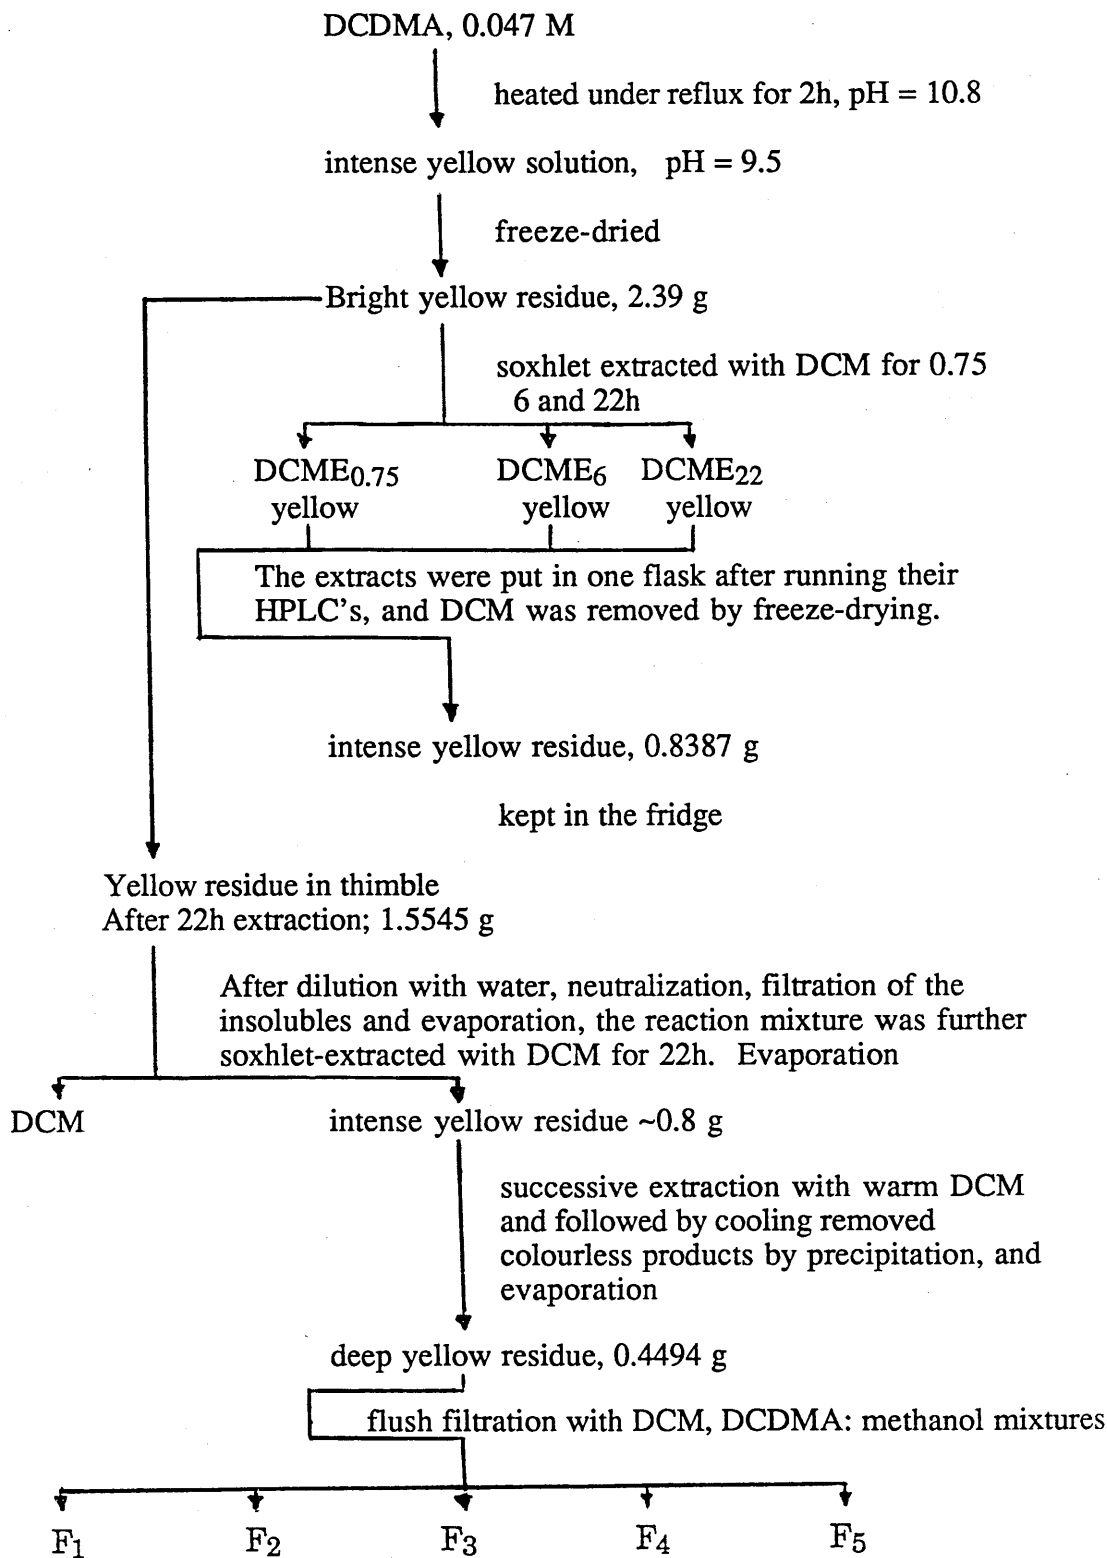 DCDMA, 0.047 M
heated under reflux for 2h, pH = 10.8
intense yellow solution, pH = 9.5
freeze-dried
Bright yellow residue, 2.39 g
soxhlet extracted with DCM for 0.75
6 and 22h
DCME0.75 DCME6 DCME22
yellow yellow yellow
The extracts were put in one flask after running their
HPLC's, and DCM was removed by freeze-drying.
intense yellow residue, 0.8387 g
kept in the fridge
Yellow residue in thimble
After 22h extraction; 1.5545 g
After dilution with water, neutralization, filtration of the
insolubles and evaporation, the reaction mixture was further
soxhlet-extracted with DCM for 22h. Evaporation
DCM intense yellow residue ~0.8 g
successive extraction with warm DCM
and followed by cooling removed
colourless products by precipitation, and
evaporation
deep yellow residue, 0.4494 g
flush filtration with DCM, DCDMA: methanol mixtures
F1 F2 F3 F4 F5